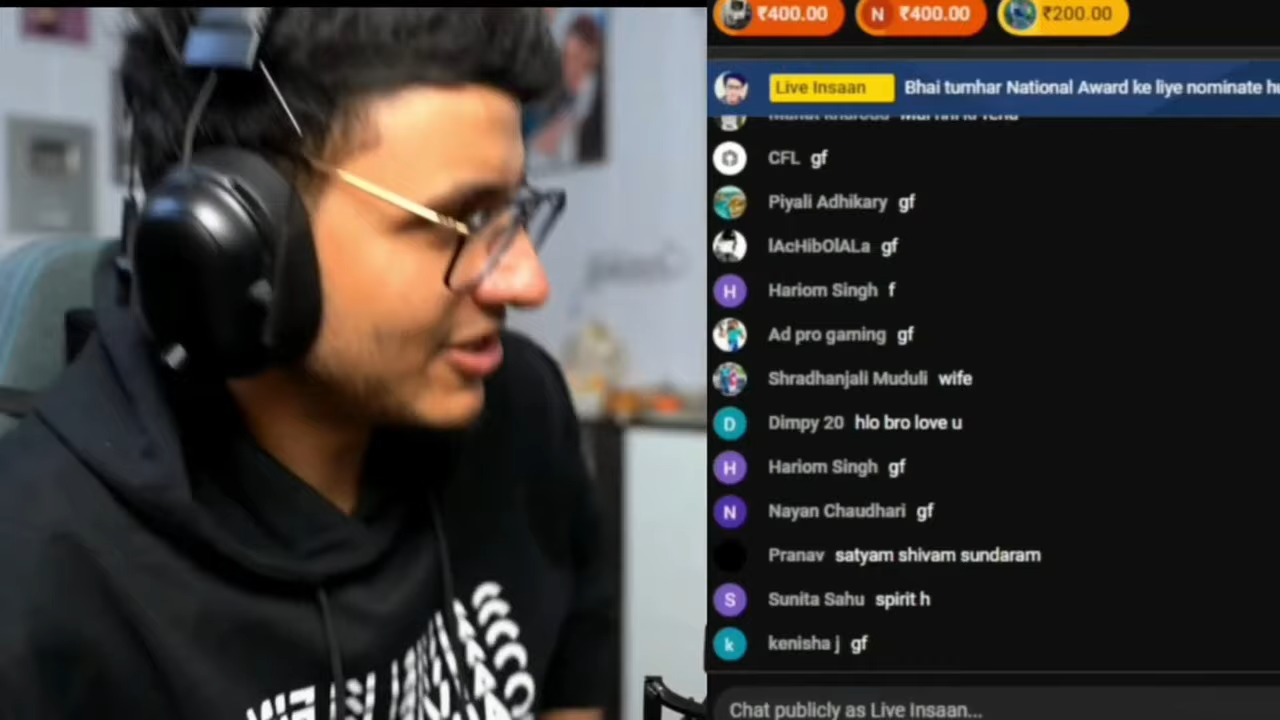 ₹400.00 N ₹400.00 ₹200.00
Live Insaan Bhai tumhar National Award ke liye nominate
CFL gf
Piyali Adhikary gf
lAcHibOlALa gf
H Hariom Singh f
Ad pro gaming gf
Shradhanjali Muduli wife
D Dimpy 20 hlo bro love u
H Hariom Singh gf
N Nayan Chaudhari gf
Pranav satyam shivam sundaram
S Sunita Sahu spirit h
k kenisha j gf
Chat publicly as Live Insaan...